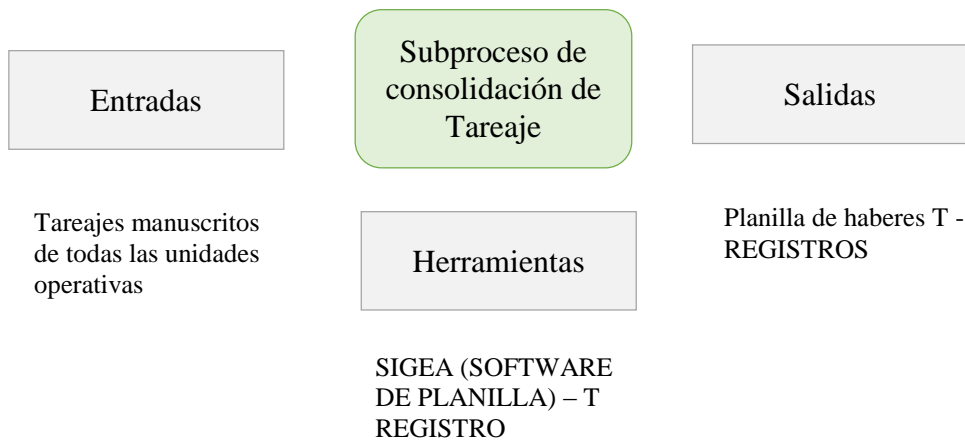 Entradas
Subproceso de
consolidación de
Tareaje
Salidas
Tareajes manuscritos
de todas las unidades
operativas
Herramientas
Planilla de haberes T -
REGISTROS
SIGEA (SOFTWARE
DE PLANILLA) – T
REGISTRO